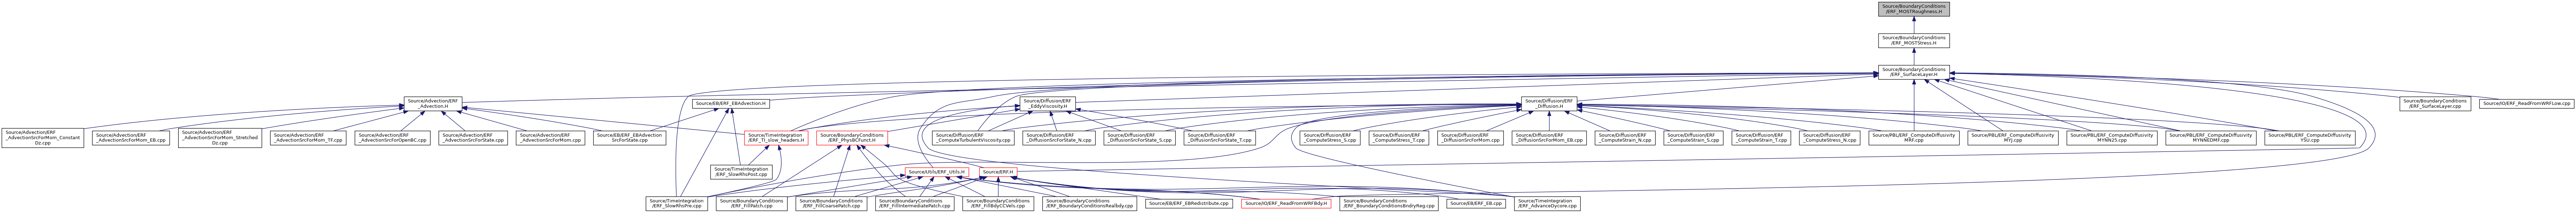 Source/BoundaryConditions
/ERF_MOSTRoughness.H
Source/BoundaryConditions
/ERF_MOSTStress.H
Source/BoundaryConditions
/ERF_SurfaceLayer.H
Source/Advection/ERF
_Advection.H
Source/EB/ERF_EBAdvection.H
Source/Diffusion/ERF
_EddyViscosity.H
Source/Diffusion/ERF
_Diffusion.H
Source/BoundaryConditions
/ERF_SurfaceLayer.cpp
Source/IO/ERF_ReadFromWRFLow.cpp
Source/Advection/ERF
_AdvectionSrcForMom_Constant
Dz.cpp
Source/Advection/ERF
_AdvectionSrcForMom_EB.cpp
Source/Advection/ERF
_AdvectionSrcForMom_Stretched
Dz.cpp
Source/Advection/ERF
_AdvectionSrcForMom_TF.cpp
Source/Advection/ERF
_AdvectionSrcForOpenBC.cpp
Source/Advection/ERF
_AdvectionSrcForState.cpp
Source/Advection/ERF
_AdvectionSrcForMom.cpp
Source/EB/ERF_EBAdvection
SrcForState.cpp
Source/TimeIntegration
/ERF_TI_slow_headers.H
Source/BoundaryConditions
/ERF_PhysBCFunct.H
Source/Diffusion/ERF
_ComputeTurbulentViscosity.cpp
Source/Diffusion/ERF
_DiffusionSrcForState_N.cpp
Source/Diffusion/ERF
_DiffusionSrcForState_S.cpp
Source/Diffusion/ERF
_DiffusionSrcForState_T.cpp
Source/Diffusion/ERF
_ComputeStress_S.cpp
Source/Diffusion/ERF
_ComputeStress_T.cpp
Source/Diffusion/ERF
_DiffusionSrcForMom.cpp
Source/Diffusion/ERF
_DiffusionSrcForMom_EB.cpp
Source/Diffusion/ERF
_ComputeStrain_N.cpp
Source/Diffusion/ERF
_ComputeStrain_S.cpp
Source/Diffusion/ERF
_ComputeStrain_T.cpp
Source/Diffusion/ERF
_ComputeStress_N.cpp
Source/PBL/ERF_ComputeDiffusivity
MRF.cpp
Source/PBL/ERF_ComputeDiffusivity
MYJ.cpp
Source/PBL/ERF_ComputeDiffusivity
MYNN25.cpp
Source/PBL/ERF_ComputeDiffusivity
MYNNEDMF.cpp
Source/PBL/ERF_ComputeDiffusivity
YSU.cpp
Source/TimeIntegration
/ERF_SlowRhsPost.cpp
Source/Utils/ERF_Utils.H
Source/ERF.H
Source/TimeIntegration
/ERF_SlowRhsPre.cpp
Source/BoundaryConditions
/ERF_FillPatch.cpp
Source/BoundaryConditions
/ERF_FillCoarsePatch.cpp
Source/BoundaryConditions
/ERF_FillIntermediatePatch.cpp
Source/BoundaryConditions
/ERF_FillBdyCCVels.cpp
Source/BoundaryConditions
/ERF_BoundaryConditionsRealbdy.cpp
Source/EB/ERF_EBRedistribute.cpp
Source/IO/ERF_ReadFromWRFBdy.H
Source/BoundaryConditions
/ERF_BoundaryConditionsBndryReg.cpp
Source/EB/ERF_EB.cpp
Source/TimeIntegration
/ERF_AdvanceDycore.cpp